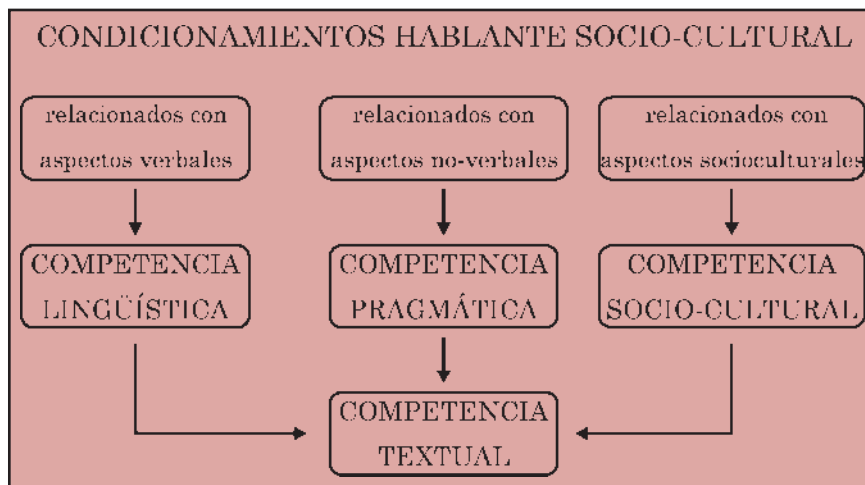 CONDICIONAMIENTOS HABLANTE SOCIO-CULTURAL
relacionados con
aspectos verbales
relacionados con
aspectos no-verbales
relacionados con
aspectos socioculturales
COMPETENCIA
LINGÜÍSTICA
COMPETENCIA
PRAGMÁTICA
COMPETENCIA
SOCIO-CULTURAL
COMPETENCIA
TEXTUAL